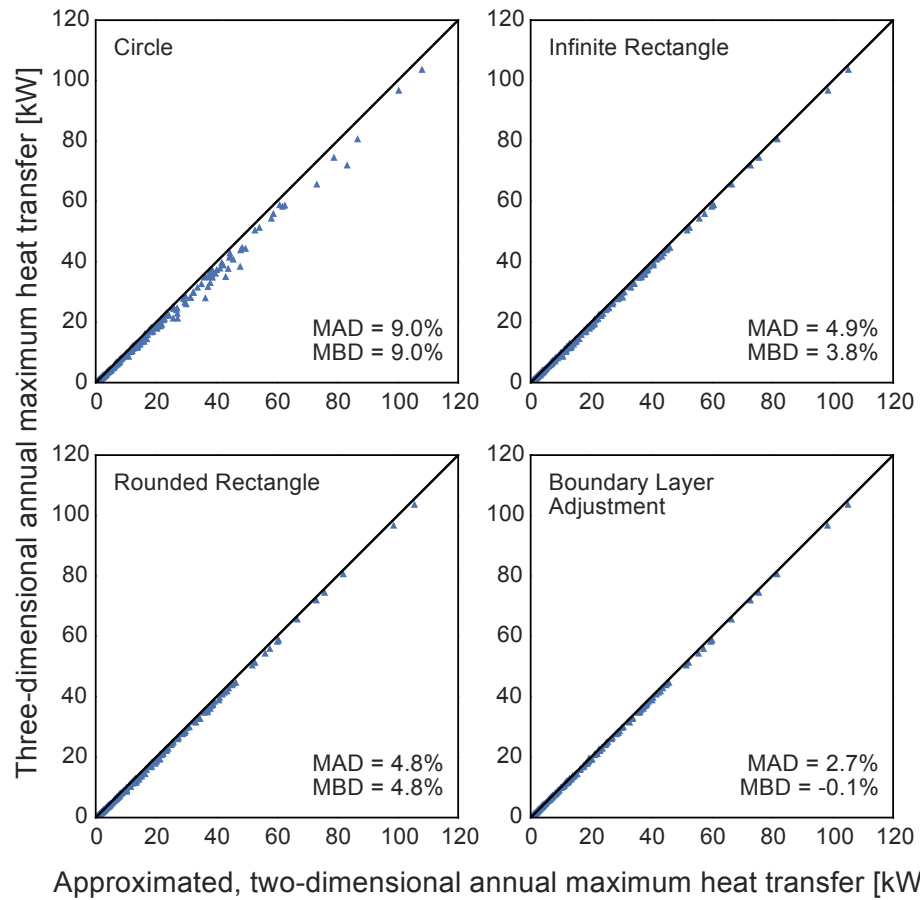 Three-dimensional annual maximum heat transfer [kW]
Circle
120
100
80
60
40
20
0
MAD = 9.0%
MBD = 9.0%
0 20 40 60 80 100 120
Infinite Rectangle
120
100
80
60
40
20
0
MAD = 4.9%
MBD = 3.8%
0 20 40 60 80 100 120
Rounded Rectangle
120
100
80
60
40
20
0
MAD = 4.8%
MBD = 4.8%
0 20 40 60 80 100 120
Boundary Layer
Adjustment
120
100
80
60
40
20
0
MAD = 2.7%
MBD = -0.1%
0 20 40 60 80 100 120
Approximated, two-dimensional annual maximum heat transfer [kW